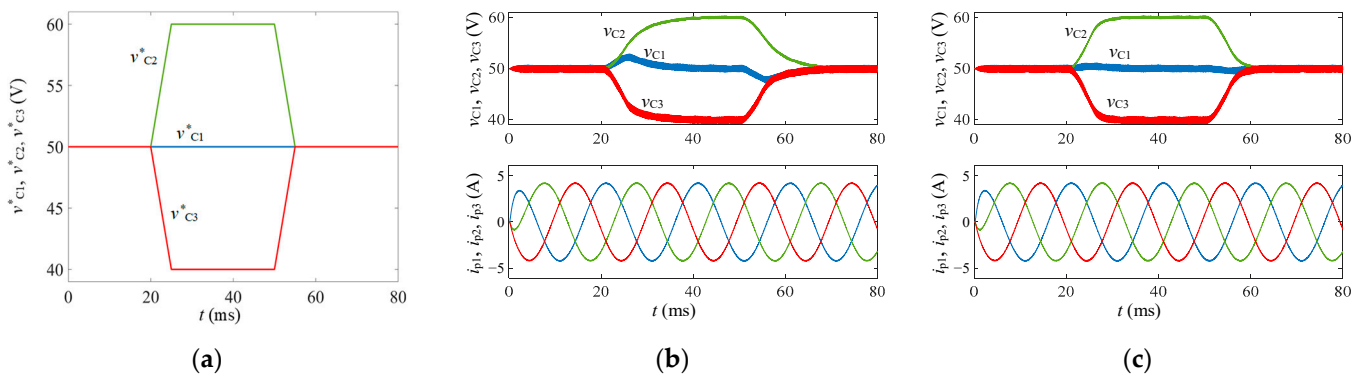 v*C1, v*C2, v*C3 (V)
60
55
50
45
40
v*C2
v*C1
v*C3
0 20 40 60 80
t (ms)
(a)
vC1, vC2, vC3 (V)
60
50
40
vC2
vC1
vC3
0 20 40 60 80
ip1, ip2, ip3 (A)
5
0
−5
0 20 40 60 80
t (ms)
(b)
vC1, vC2, vC3 (V)
60
50
40
vC2
vC1
vC3
0 20 40 60 80
ip1, ip2, ip3 (A)
5
0
−5
0 20 40 60 80
t (ms)
(c)